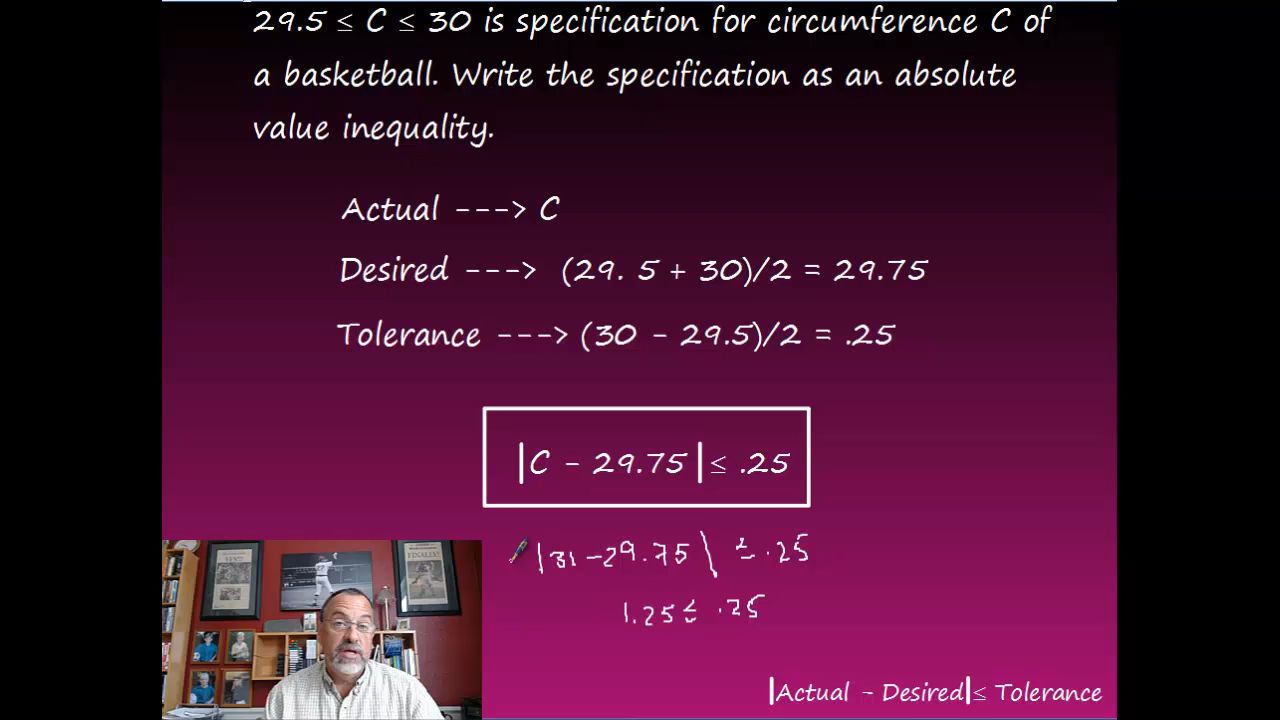 29.5 ≤ C ≤ 30 is specification for circumference C of
a basketball. Write the specification as an absolute
value inequality.
Actual ---> C
Desired ---> (29. 5 + 30)/2 = 29.75
Tolerance ---> (30 - 29.5)/2 = .25
|C - 29.75| ≤ .25
|31 - 29.75| ≤ .25
1.25 ≤ .25
FINALE!
|Actual - Desired| ≤ Tolerance